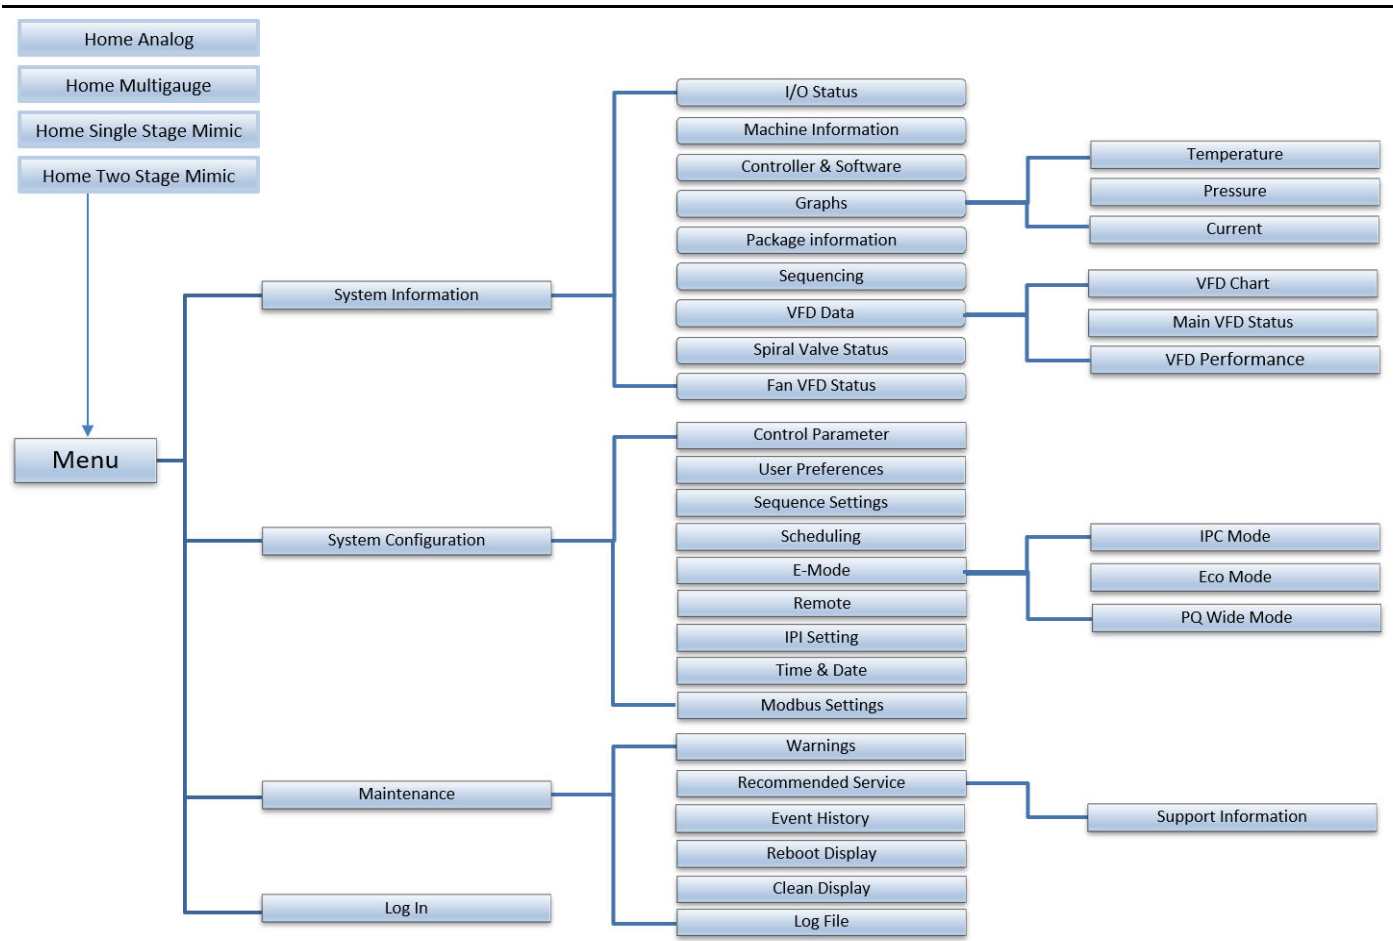 Home Analog
Home Multigauge
Home Single Stage Mimic
Home Two Stage Mimic
Menu
System Information
I/O Status
Machine Information
Controller & Software
Graphs
Temperature
Pressure
Current
Package information
Sequencing
VFD Data
VFD Chart
Main VFD Status
VFD Performance
Spiral Valve Status
Fan VFD Status
System Configuration
Control Parameter
User Preferences
Sequence Settings
Scheduling
E-Mode
IPC Mode
Eco Mode
PQ Wide Mode
Remote
IPI Setting
Time & Date
Modbus Settings
Maintenance
Warnings
Recommended Service
Support Information
Event History
Reboot Display
Clean Display
Log File
Log In